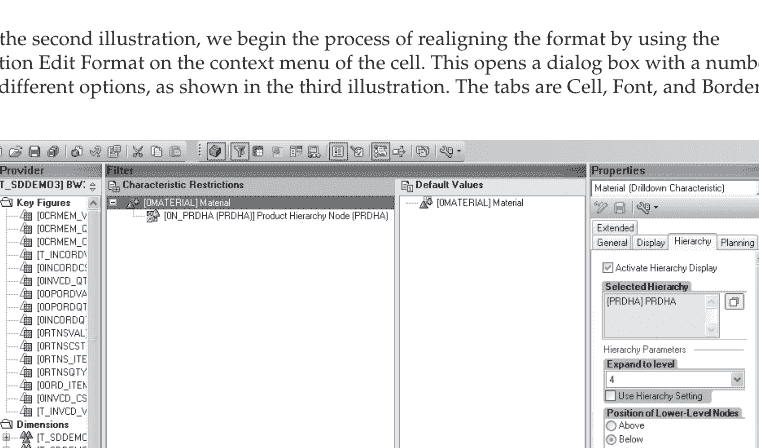 the second illustration, we begin the process of realigning the format by using the
tion Edit Format on the context menu of the cell. This opens a dialog box with a numb
different options, as shown in the third illustration. The tabs are Cell, Font, and Border
Provider
T_SDDEMO3] BW:
Key Figures
[0CRMEM_V
[0CRMEM_Q
[0CRMEM_C
[T_INCORDV
[0INCORDCS
[0INVCD_QT
[0OPORDVA
[0OPORDQT
[0INCORDQ
[0RTNSVAL
[0RTNSCST
[0RTNS_ITE
[0RTNSQTY
[0ORD_ITEN
[0INVCD_CS
[T_INVCD_V
Dimensions
[T_SDDEMC
Filter
Characteristic Restrictions
[0MATERIAL] Material
[0N_PRDHA (PRDHA)] Product Hierarchy Node (PRDHA)
Default Values
[0MATERIAL] Material
Properties
Material (Drilldown Characteristic)
Extended
General Display Hierarchy Planning
Activate Hierarchy Display
Selected Hierarchy
[PRDHA] PRDHA
Hierarchy Parameters
Expand to level
4
Use Hierarchy Setting
Position of Lower-Level Nodes
Above
Below